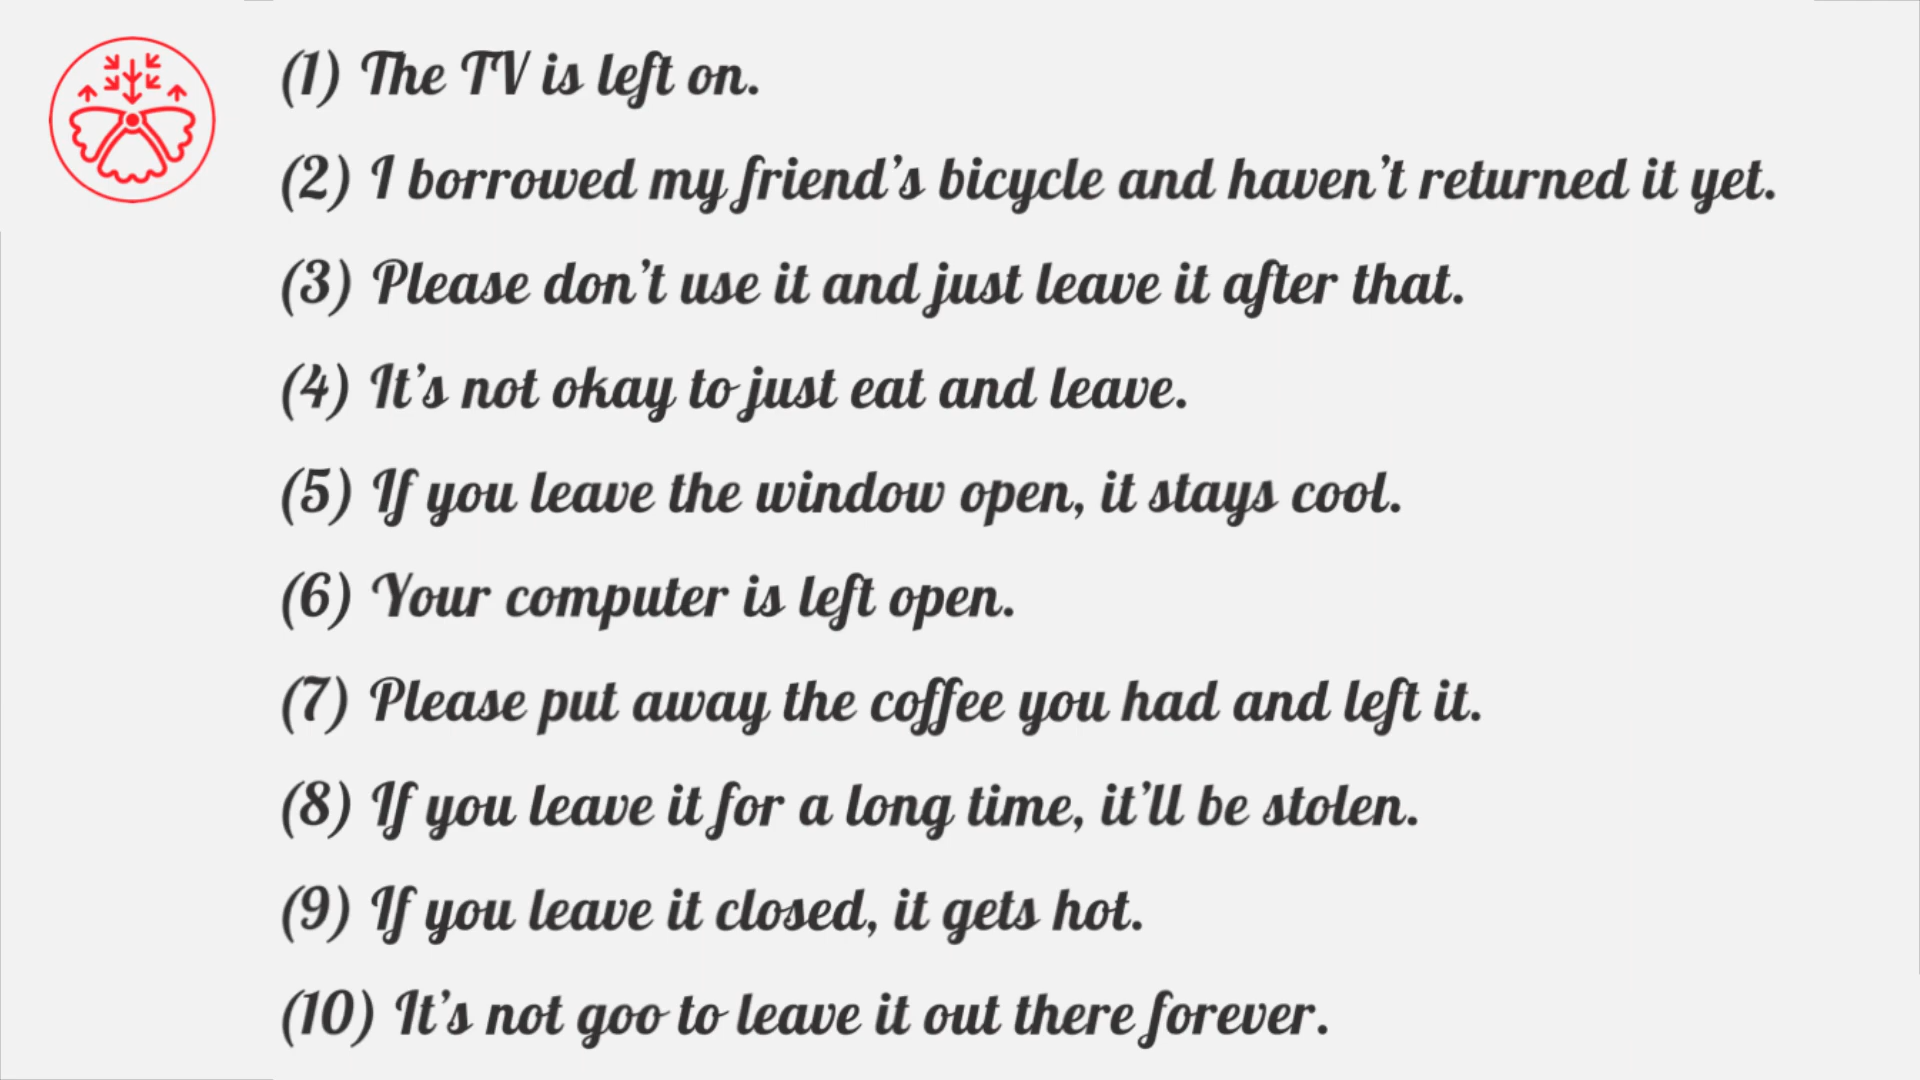 (1) The TV is left on.
(2) I borrowed my friend’s bicycle and haven’t returned it yet.
(3) Please don’t use it and just leave it after that.
(4) It’s not okay to just eat and leave.
(5) If you leave the window open, it stays cool.
(6) Your computer is left open.
(7) Please put away the coffee you had and left it.
(8) If you leave it for a long time, it’ll be stolen.
(9) If you leave it closed, it gets hot.
(10) It’s not goo to leave it out there forever.